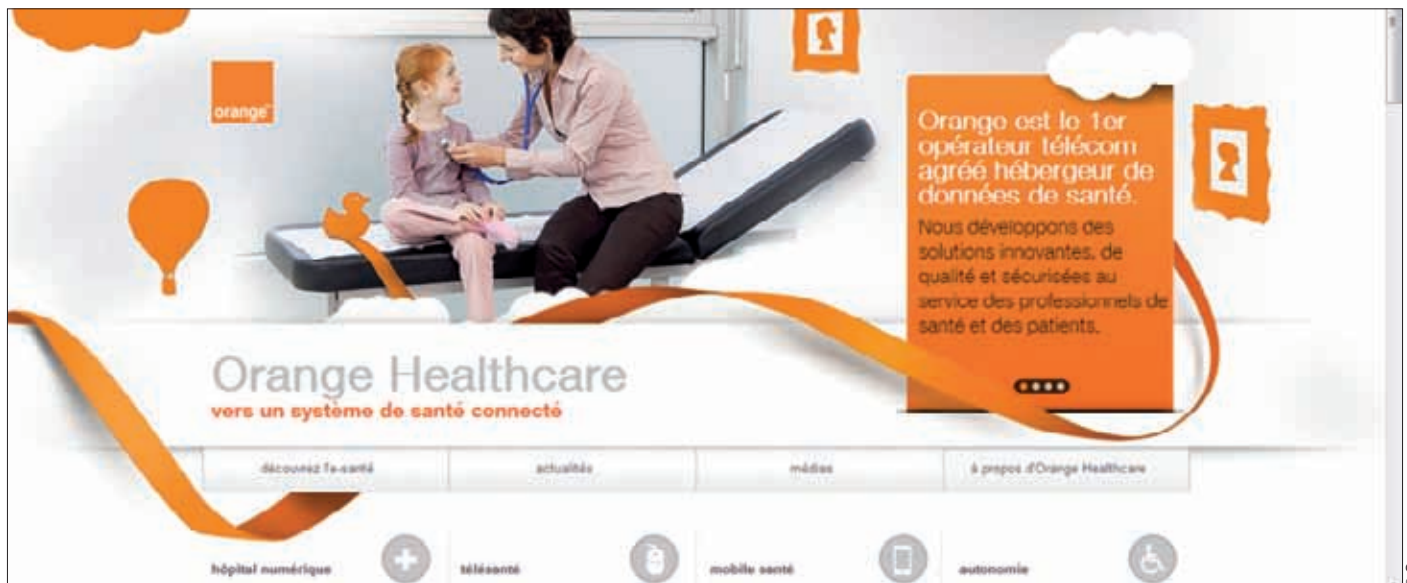 orange™
Orange est le 1er
opérateur télécom
agréé hébergeur de
données de santé.
Nous développons des
solutions innovantes, de
qualité et sécurisées au
service des professionnels de
santé et des patients.
Orange Healthcare
vers un système de santé connecté
découvrez l'e-santé
actualités
médias
à propos d'Orange Healthcare
hôpital numérique
télésanté
mobile santé
autonomie